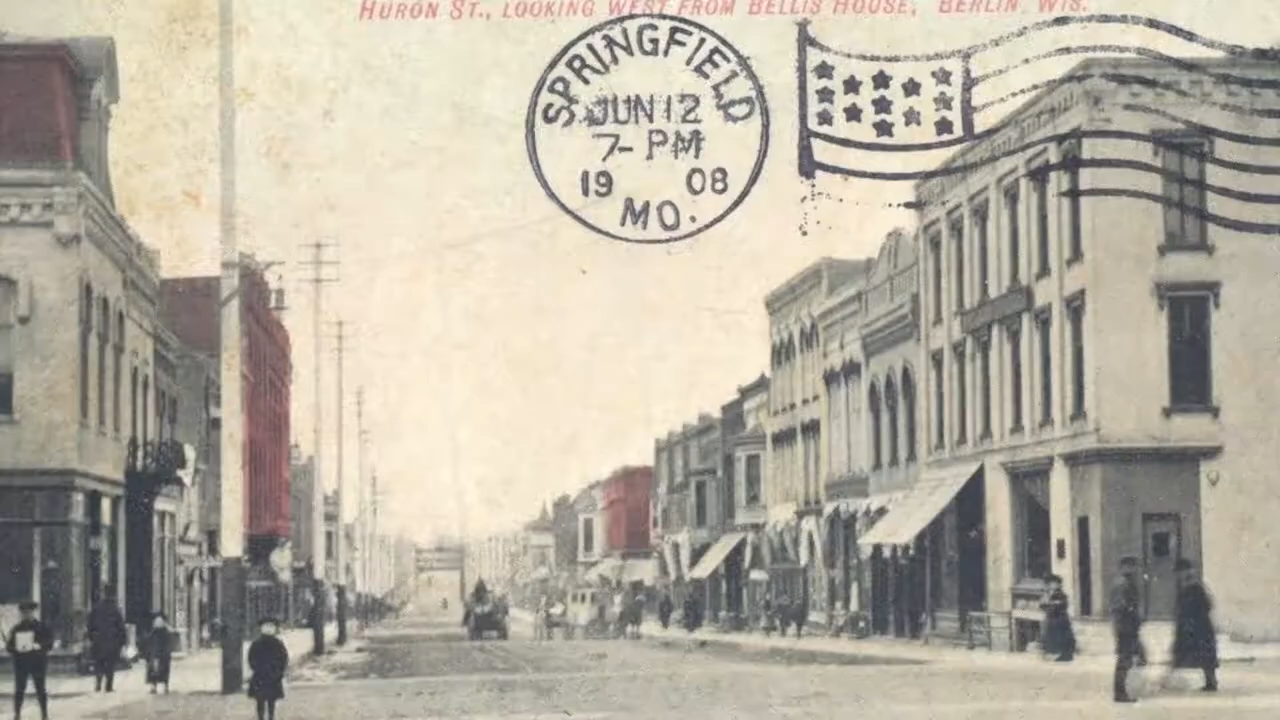 HURON ST., LOOKING WEST FROM BELLIS HOUSE, BERLIN, WIS.
SPRINGFIELD
JUN 12
7- PM
19 08
MO.